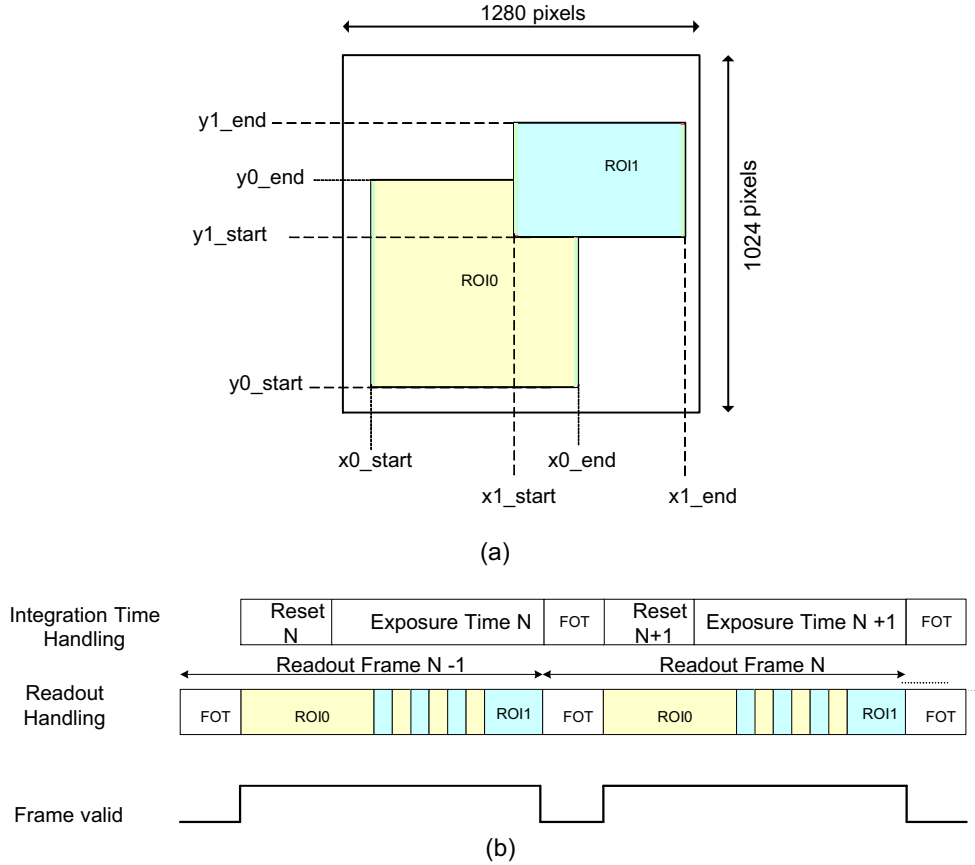 1280 pixels
y1_end
ROI1
y0_end
1024 pixels
y1_start
ROI0
y0_start
x0_start
x0_end
x1_start
x1_end
(a)
Integration Time
Handling
Reset
N
Exposure Time N
FOT
Reset
N+1
Exposure Time N +1
FOT
Readout Frame N -1
Readout Frame N
Readout
Handling
FOT
ROI0
ROI1
FOT
ROI0
ROI1
FOT
Frame valid
(b)